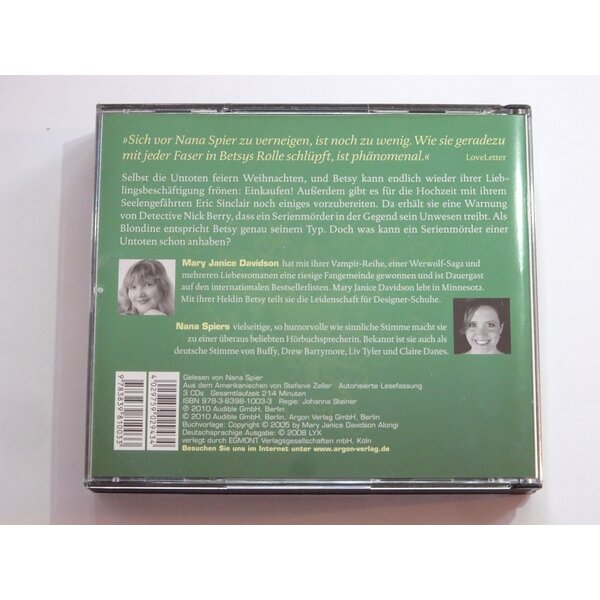 »Sich vor Nana Spier zu verneigen, ist noch zu wenig. Wie sie geradezu
mit jeder Faser in Betsys Rolle schlüpft, ist phänomenal.« LoveLetter
Selbst die Untoten feiern Weihnachten, und Betsy kann endlich wieder ihrer Lieb-
lingsbeschäftigung frönen: Einkaufen! Außerdem gibt es für die Hochzeit mit ihrem
Seelengefährten Eric Sinclair noch einiges vorzubereiten. Da erhält sie eine Warnung
von Detective Nick Berry, dass ein Serienmörder in der Gegend sein Unwesen treibt. Als
Blondine entspricht Betsy genau seinem Typ. Doch was kann ein Serienmörder einer
Untoten schon anhaben?
Mary Janice Davidson hat mit ihrer Vampir-Reihe, einer Werwolf-Saga und
mehreren Liebesromanen eine riesige Fangemeinde gewonnen und ist Dauergast
auf den internationalen Bestsellerlisten. Mary Janice Davidson lebt in Minnesota.
Mit ihrer Heldin Betsy teilt sie die Leidenschaft für Designer-Schuhe.
Nana Spiers vielseitige, so humorvolle wie sinnliche Stimme macht sie
zu einer überaus beliebten Hörbuchsprecherin. Bekannt ist sie auch als
deutsche Stimme von Buffy, Drew Barrymore, Liv Tyler und Claire Danes.
Gelesen von Nana Spier
Aus dem Amerikanischen von Stefanie Zeller Autorisierte Lesefassung
3 CDs Gesamtlaufzeit 214 Minuten
ISBN 978-3-8398-1003-3 Regie: Johanna Steiner
℗ 2010 Audible GmbH, Berlin
© 2010 Audible GmbH, Berlin, Argon Verlag GmbH, Berlin
Buchvorlage: Copyright © 2005 by Mary Janice Davidson Alongi
Deutschsprachige Ausgabe: © 2008 LYX
verlegt durch EGMONT Verlagsgesellschaften mbH, Köln
Besuchen Sie uns im Internet unter www.argon-verlag.de
9 783839 810033
4 029759 029434